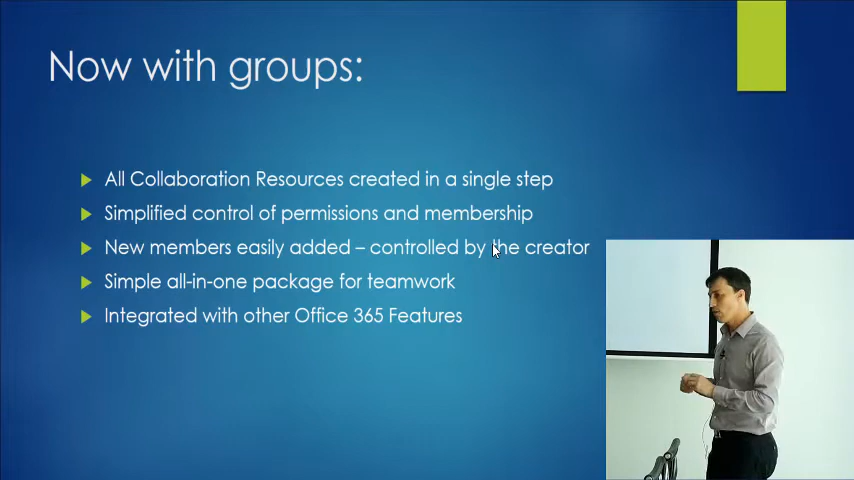 Now with groups:
All Collaboration Resources created in a single step
Simplified control of permissions and membership
New members easily added – controlled by the creator
Simple all-in-one package for teamwork
Integrated with other Office 365 Features